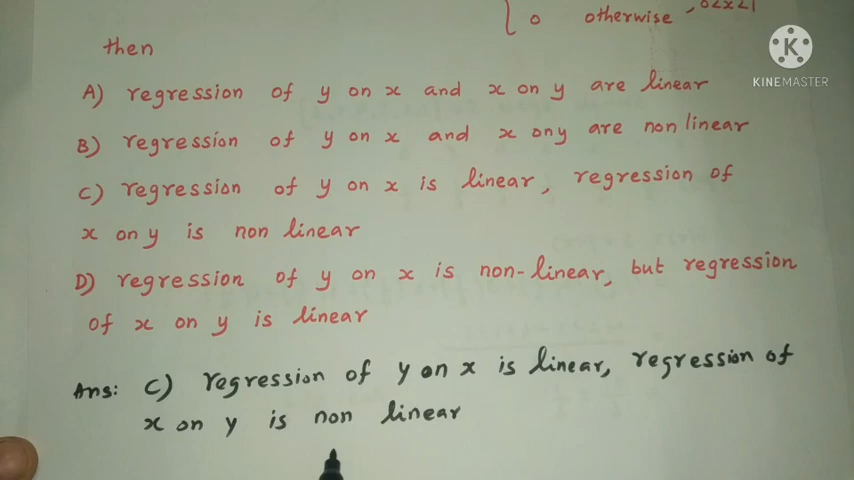 0 otherwise , 0<x<1
then
A) regression of y on x and x on y are linear
B) regression of y on x and x on y are non linear
C) regression of y on x is linear, regression of
x on y is non linear
D) regression of y on x is non-linear, but regression
of x on y is linear
Ans: C) regression of y on x is linear, regression of
x on y is non linear
K
KINEMASTER